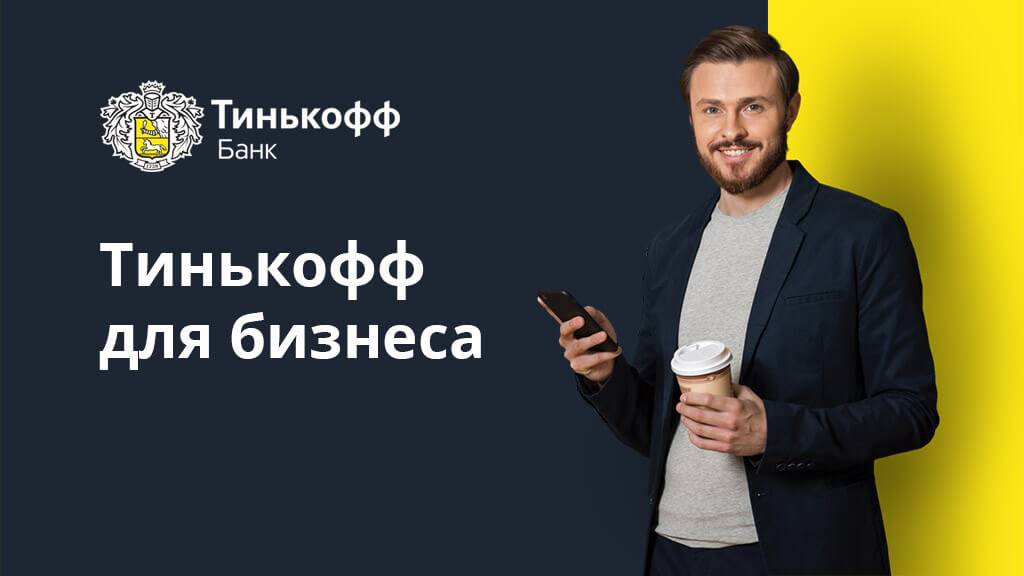 Тинькофф
Банк
Тинькофф
для бизнеса